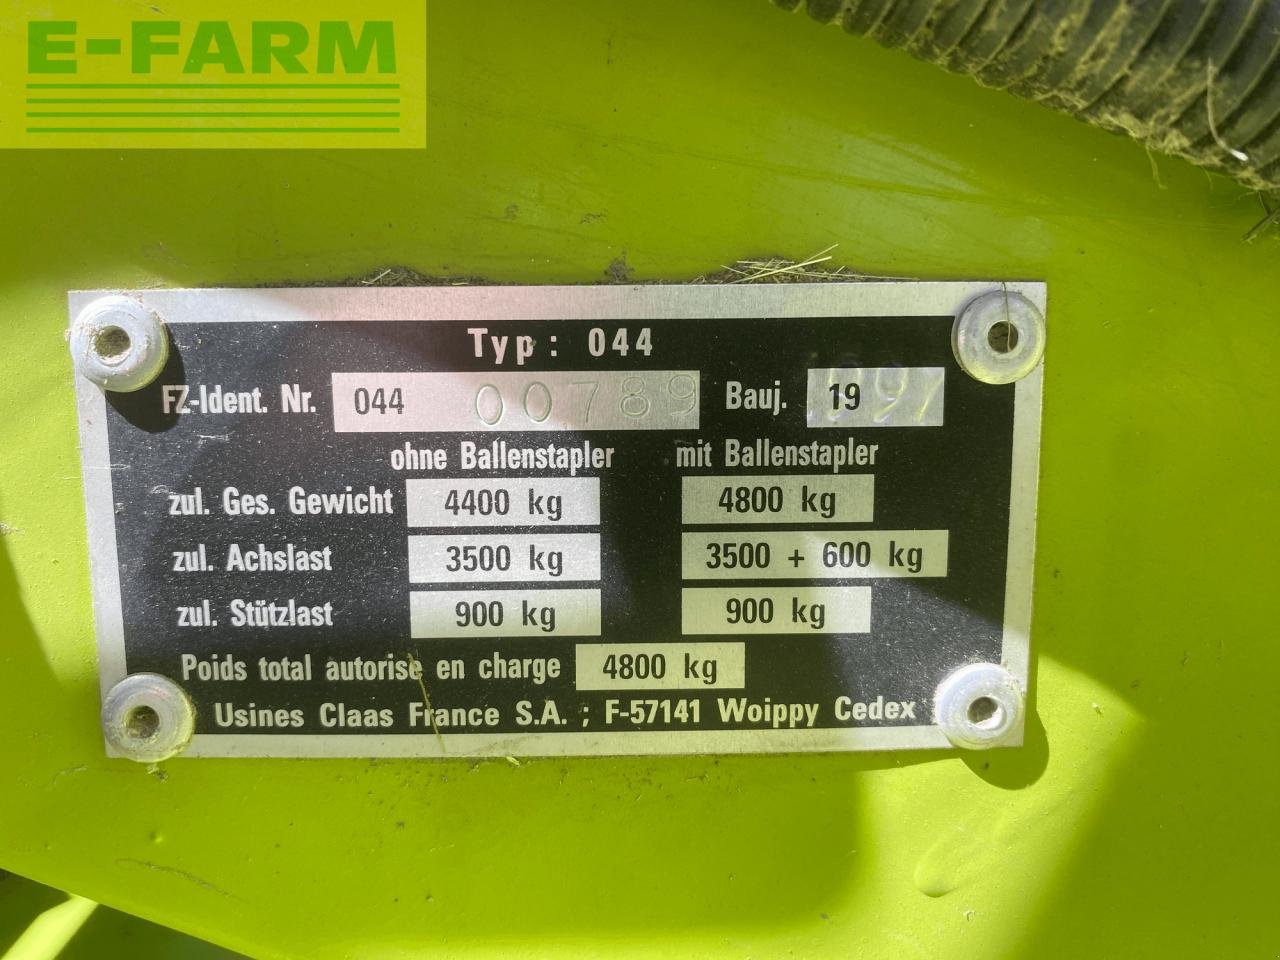 E-FARM
Typ: 044
FZ-Ident. Nr. 044 00789 Bauj. 19
ohne Ballenstapler mit Ballenstapler
zul. Ges. Gewicht 4400 kg 4800 kg
zul. Achslast 3500 kg 3500 + 600 kg
zul. Stützlast 900 kg 900 kg
Poids total autorise en charge 4800 kg
Usines Claas France S.A. ; F-57141 Woippy Cedex